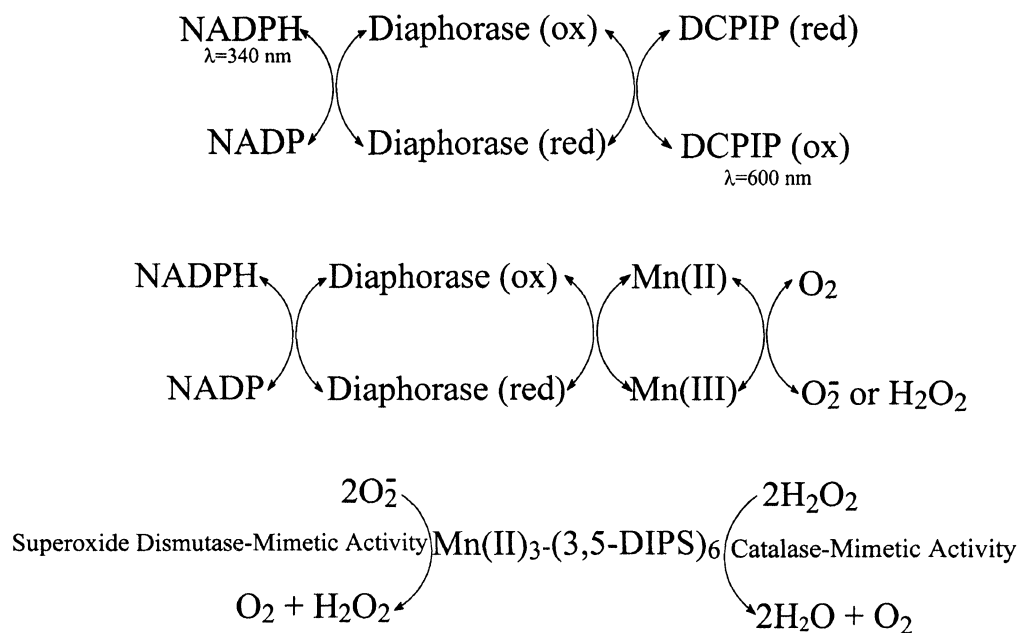 NADPH Diaphorase (ox) DCPIP (red)
λ=340 nm
NADP Diaphorase (red) DCPIP (ox)
λ=600 nm
NADPH Diaphorase (ox) Mn(II) O₂
NADP Diaphorase (red) Mn(III) O₂̄ or H₂O₂
2O₂̄ 2H₂O₂
Superoxide Dismutase-Mimetic Activity Mn(II)₃-(3,5-DIPS)₆ Catalase-Mimetic Activity
O₂ + H₂O₂ 2H₂O + O₂